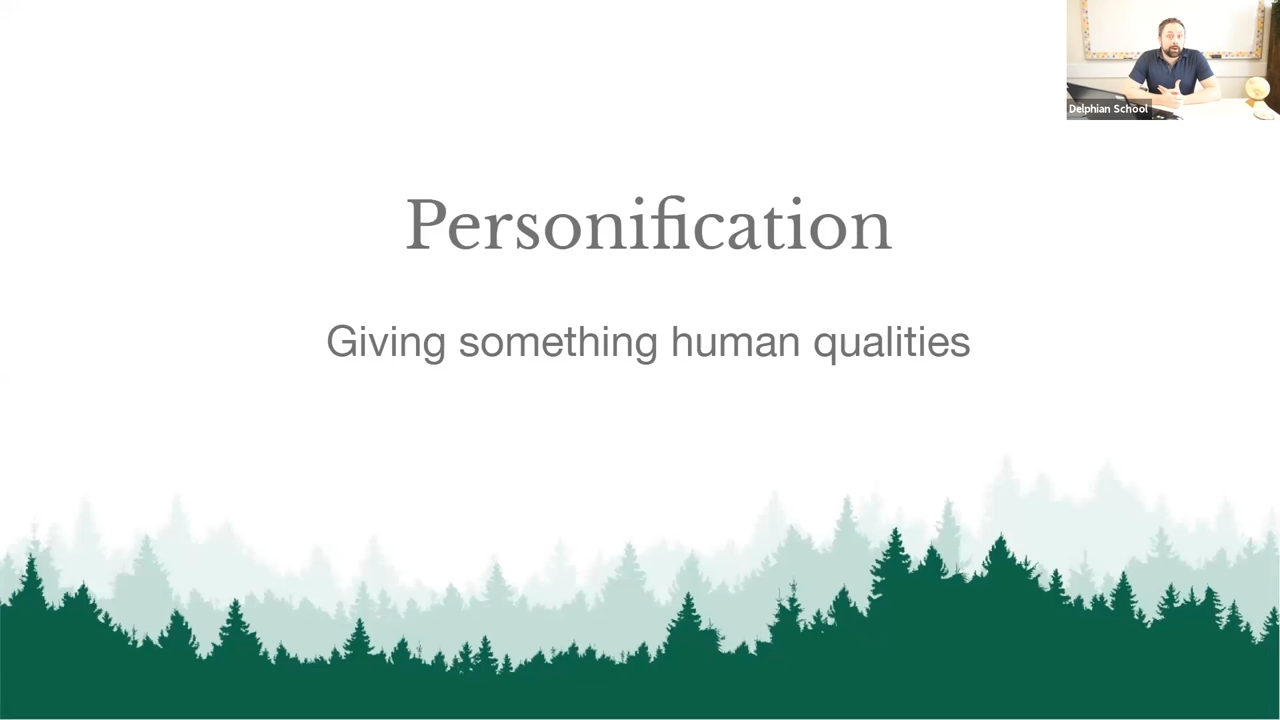 Delphian School
Personification
Giving something human qualities